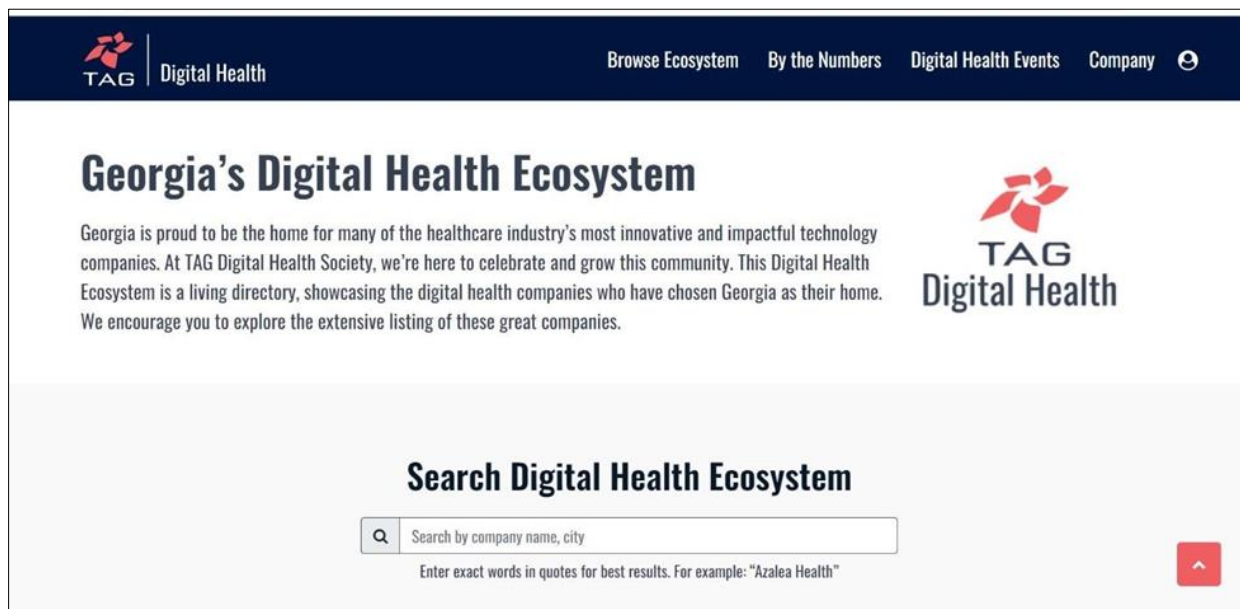 TAG Digital Health
Browse Ecosystem By the Numbers Digital Health Events Company
Georgia’s Digital Health Ecosystem
Georgia is proud to be the home for many of the healthcare industry’s most innovative and impactful technology
companies. At TAG Digital Health Society, we’re here to celebrate and grow this community. This Digital Health
Ecosystem is a living directory, showcasing the digital health companies who have chosen Georgia as their home.
We encourage you to explore the extensive listing of these great companies.
TAG
Digital Health
Search Digital Health Ecosystem
Search by company name, city
Enter exact words in quotes for best results. For example: “Azalea Health”